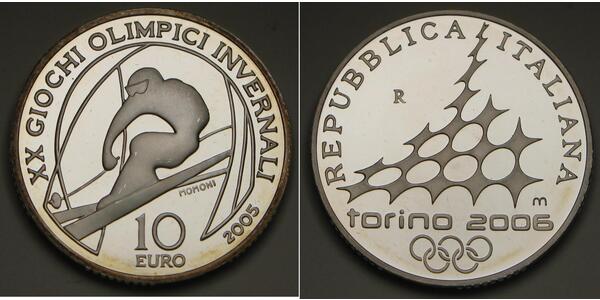 XX GIOCHI OLIMPICI INVERNALI
MOMONI
10
EURO
2005
REPUBBLICA ITALIANA
R
m
torino 2006